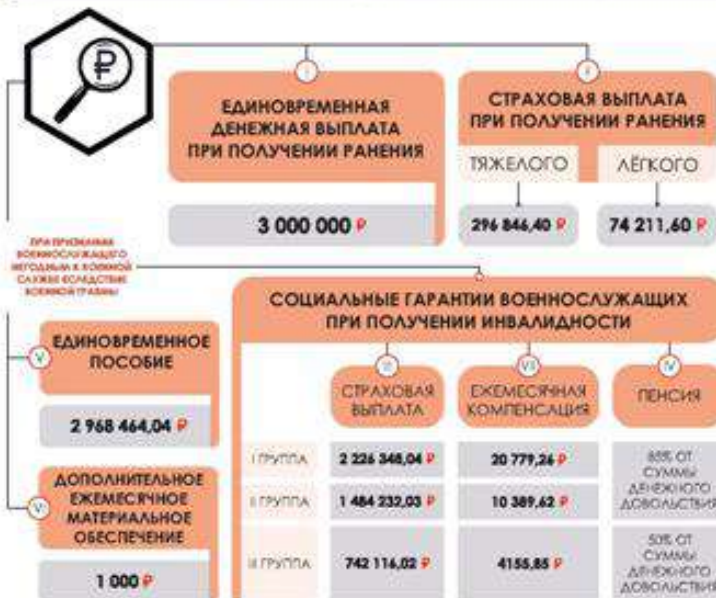 ₽
I
ЕДИНОВРЕМЕННАЯ
ДЕНЕЖНАЯ ВЫПЛАТА
ПРИ ПОЛУЧЕНИИ РАНЕНИЯ
3 000 000 ₽
СТРАХОВАЯ ВЫПЛАТА
ПРИ ПОЛУЧЕНИИ РАНЕНИЯ
ТЯЖЕЛОГО
ЛЁГКОГО
296 846,40 ₽
74 211,60 ₽
ПРИ ПРИЗНАНИИ
ВОЕННОСЛУЖАЩЕГО
НЕГОДНЫМ К ВОЕННОЙ
СЛУЖБЕ ВСЛЕДСТВИЕ
ВОЕННОЙ ТРАВМЫ
V
ЕДИНОВРЕМЕННОЕ
ПОСОБИЕ
2 968 464,04 ₽
VI
ДОПОЛНИТЕЛЬНОЕ
ЕЖЕМЕСЯЧНОЕ
МАТЕРИАЛЬНОЕ
ОБЕСПЕЧЕНИЕ
1 000 ₽
СОЦИАЛЬНЫЕ ГАРАНТИИ ВОЕННОСЛУЖАЩИХ
ПРИ ПОЛУЧЕНИИ ИНВАЛИДНОСТИ
СТРАХОВАЯ
ВЫПЛАТА
VII
ЕЖЕМЕСЯЧНАЯ
КОМПЕНСАЦИЯ
IV
ПЕНСИЯ
I ГРУППА 2 226 348,04 ₽ 20 779,26 ₽
II ГРУППА 1 484 232,03 ₽ 10 389,62 ₽
85% ОТ
СУММЫ
ДЕНЕЖНОГО
ДОВОЛЬСТВИЯ
III ГРУППА 742 116,02 ₽ 4155,85 ₽
50% ОТ
СУММЫ
ДЕНЕЖНОГО
ДОВОЛЬСТВИЯ